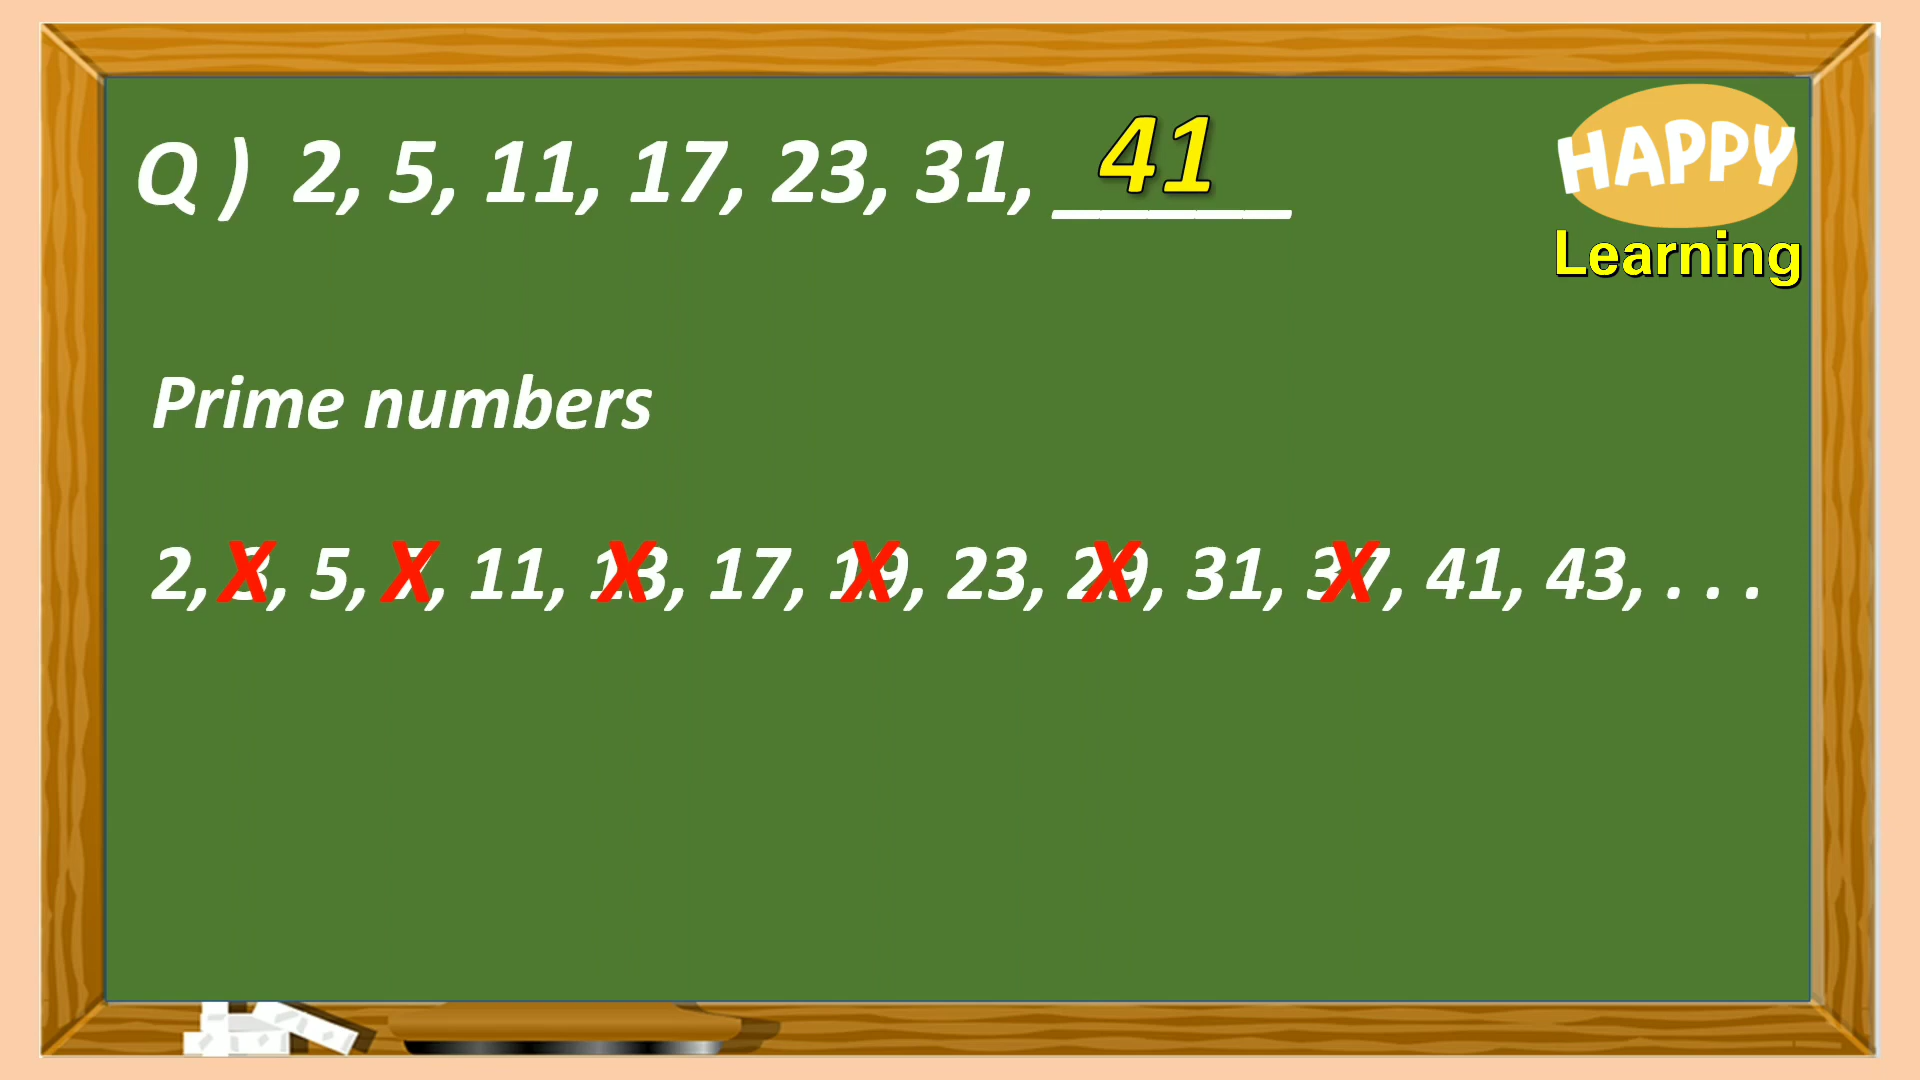 Q ) 2, 5, 11, 17, 23, 31, 41
HAPPY
Learning
Prime numbers
2, 3, 5, 7, 11, 13, 17, 19, 23, 29, 31, 37, 41, 43, . . .